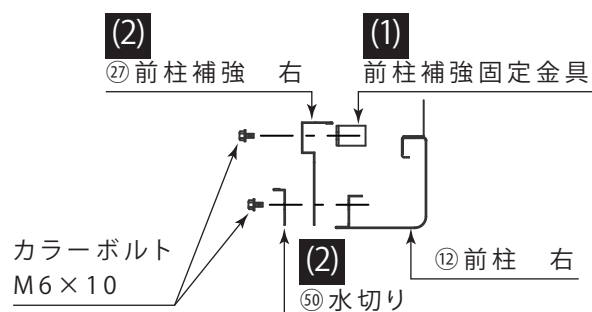 (2)
㉗前柱補強　右
(1)
前柱補強固定金具
カラーボルト
M6×10
(2)
㊿水切り
⑫前柱　右